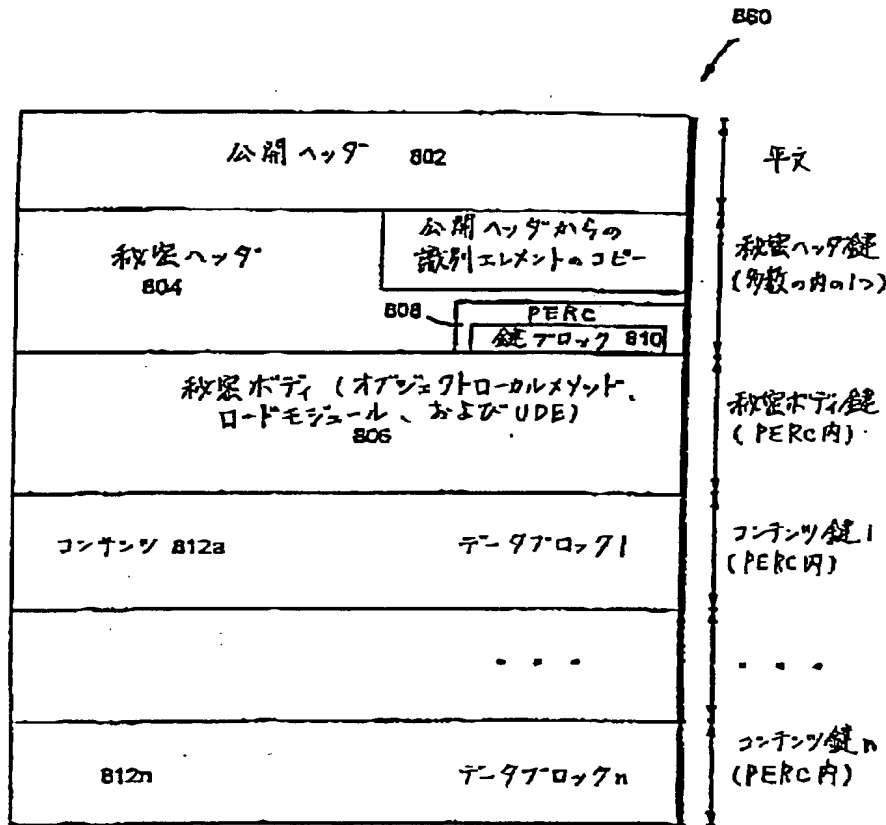 860
公開ヘッダ 802
平文
秘密ヘッダ
804
公開ヘッダからの
識別エレメントのコピー
秘密ヘッダ鍵
(多数の内の1つ)
808
PERC
鍵ブロック 810
秘密ボディ (オブジェクトローカルメソッド、
ロードモジュール、およびUDE)
806
秘密ボディ鍵
(PERC内)
コンテンツ 812a
データブロック1
コンテンツ鍵1
(PERC内)
・・・
・・・
812n
データブロックn
コンテンツ鍵n
(PERC内)